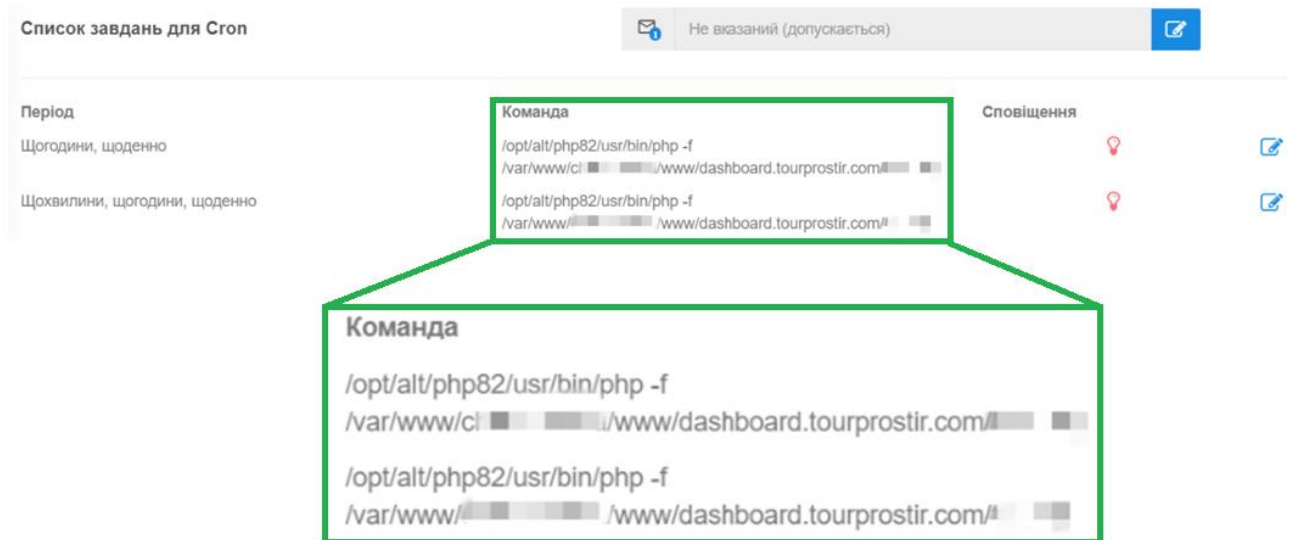 Список завдань для Cron
1
Не вказаний (допускається)
Період
Команда
Сповіщення
Щогодини, щоденно
/opt/alt/php82/usr/bin/php -f
/var/www/cl /www/dashboard.tourprostir.com/
Щохвилини, щогодини, щоденно
/opt/alt/php82/usr/bin/php -f
/var/www/ /www/dashboard.tourprostir.com/
Команда
/opt/alt/php82/usr/bin/php -f
/var/www/cl /www/dashboard.tourprostir.com/
/opt/alt/php82/usr/bin/php -f
/var/www/ /www/dashboard.tourprostir.com/